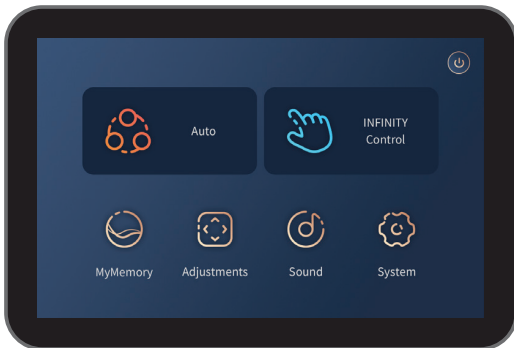 Auto
INFINITY
Control
MyMemory
Adjustments
Sound
System